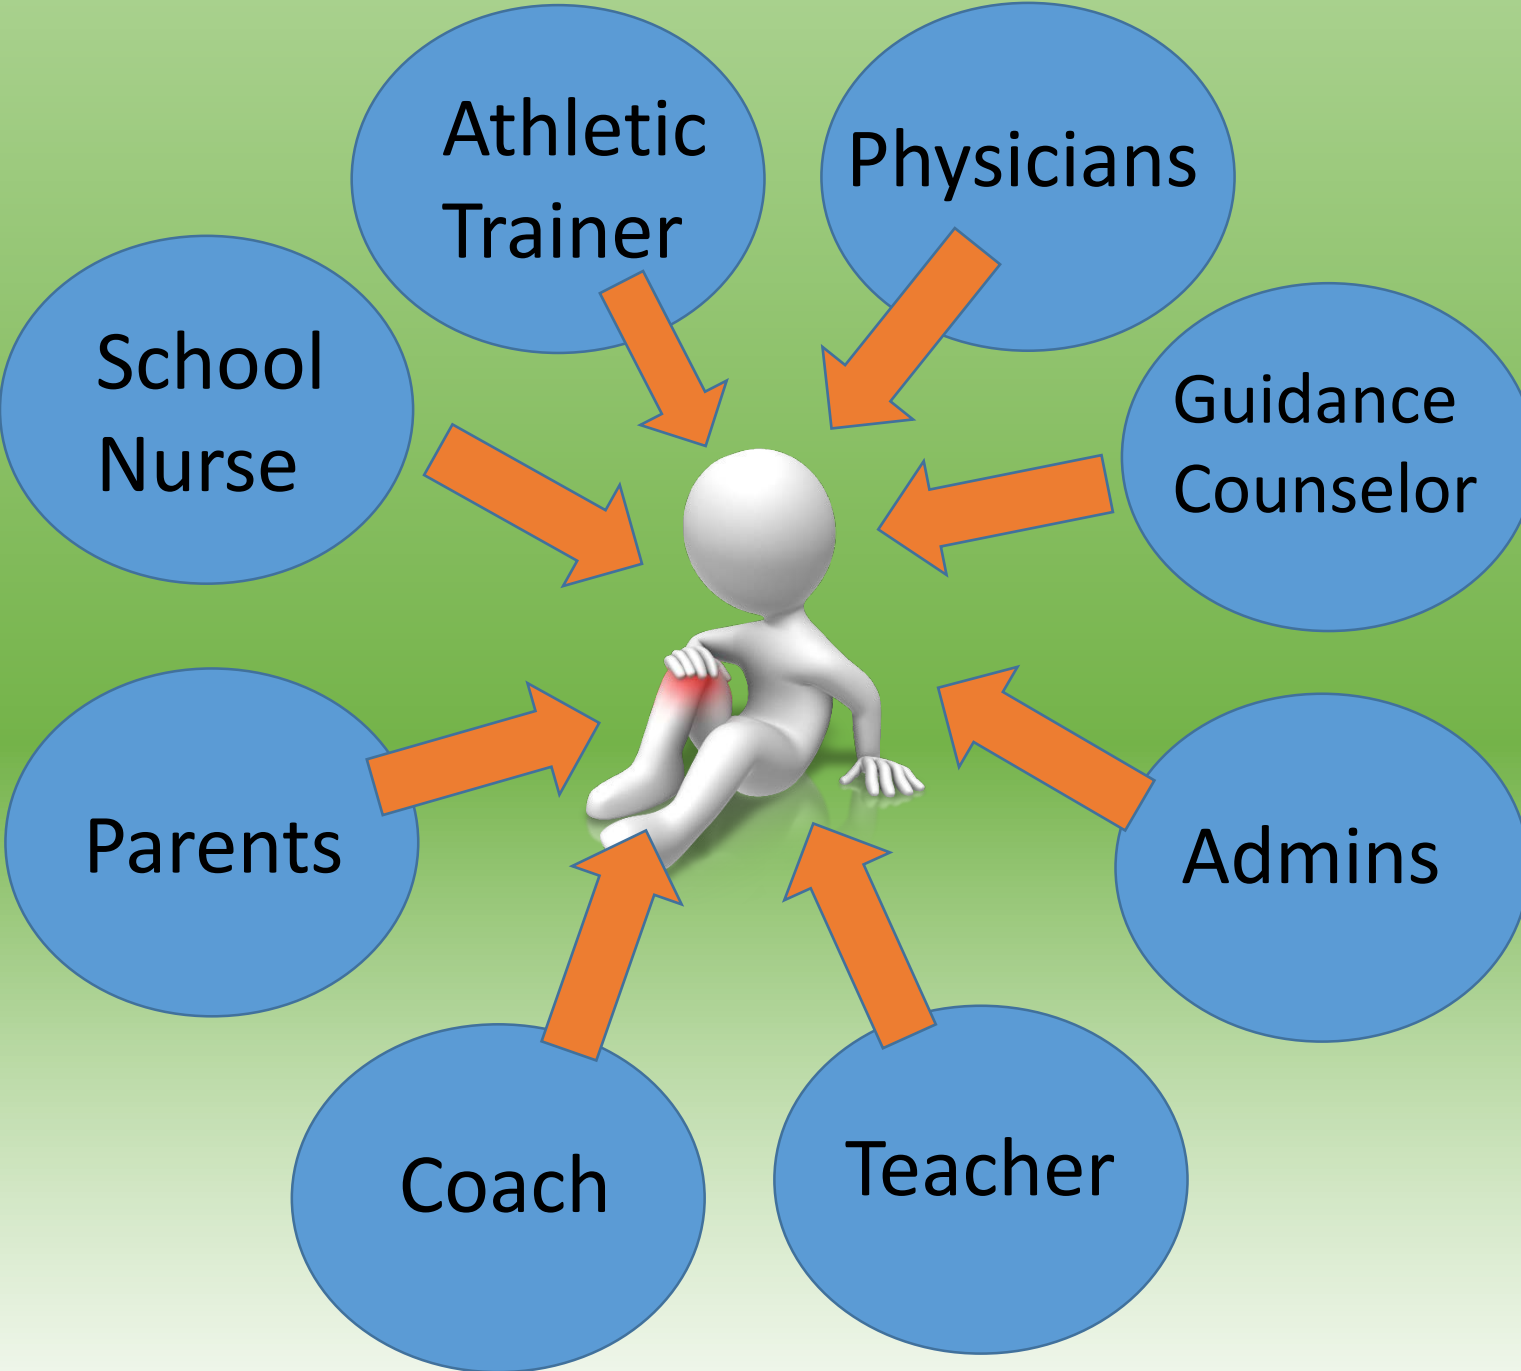 Athletic
Trainer
Physicians
School
Nurse
Guidance
Counselor
Parents
Admins
Coach
Teacher